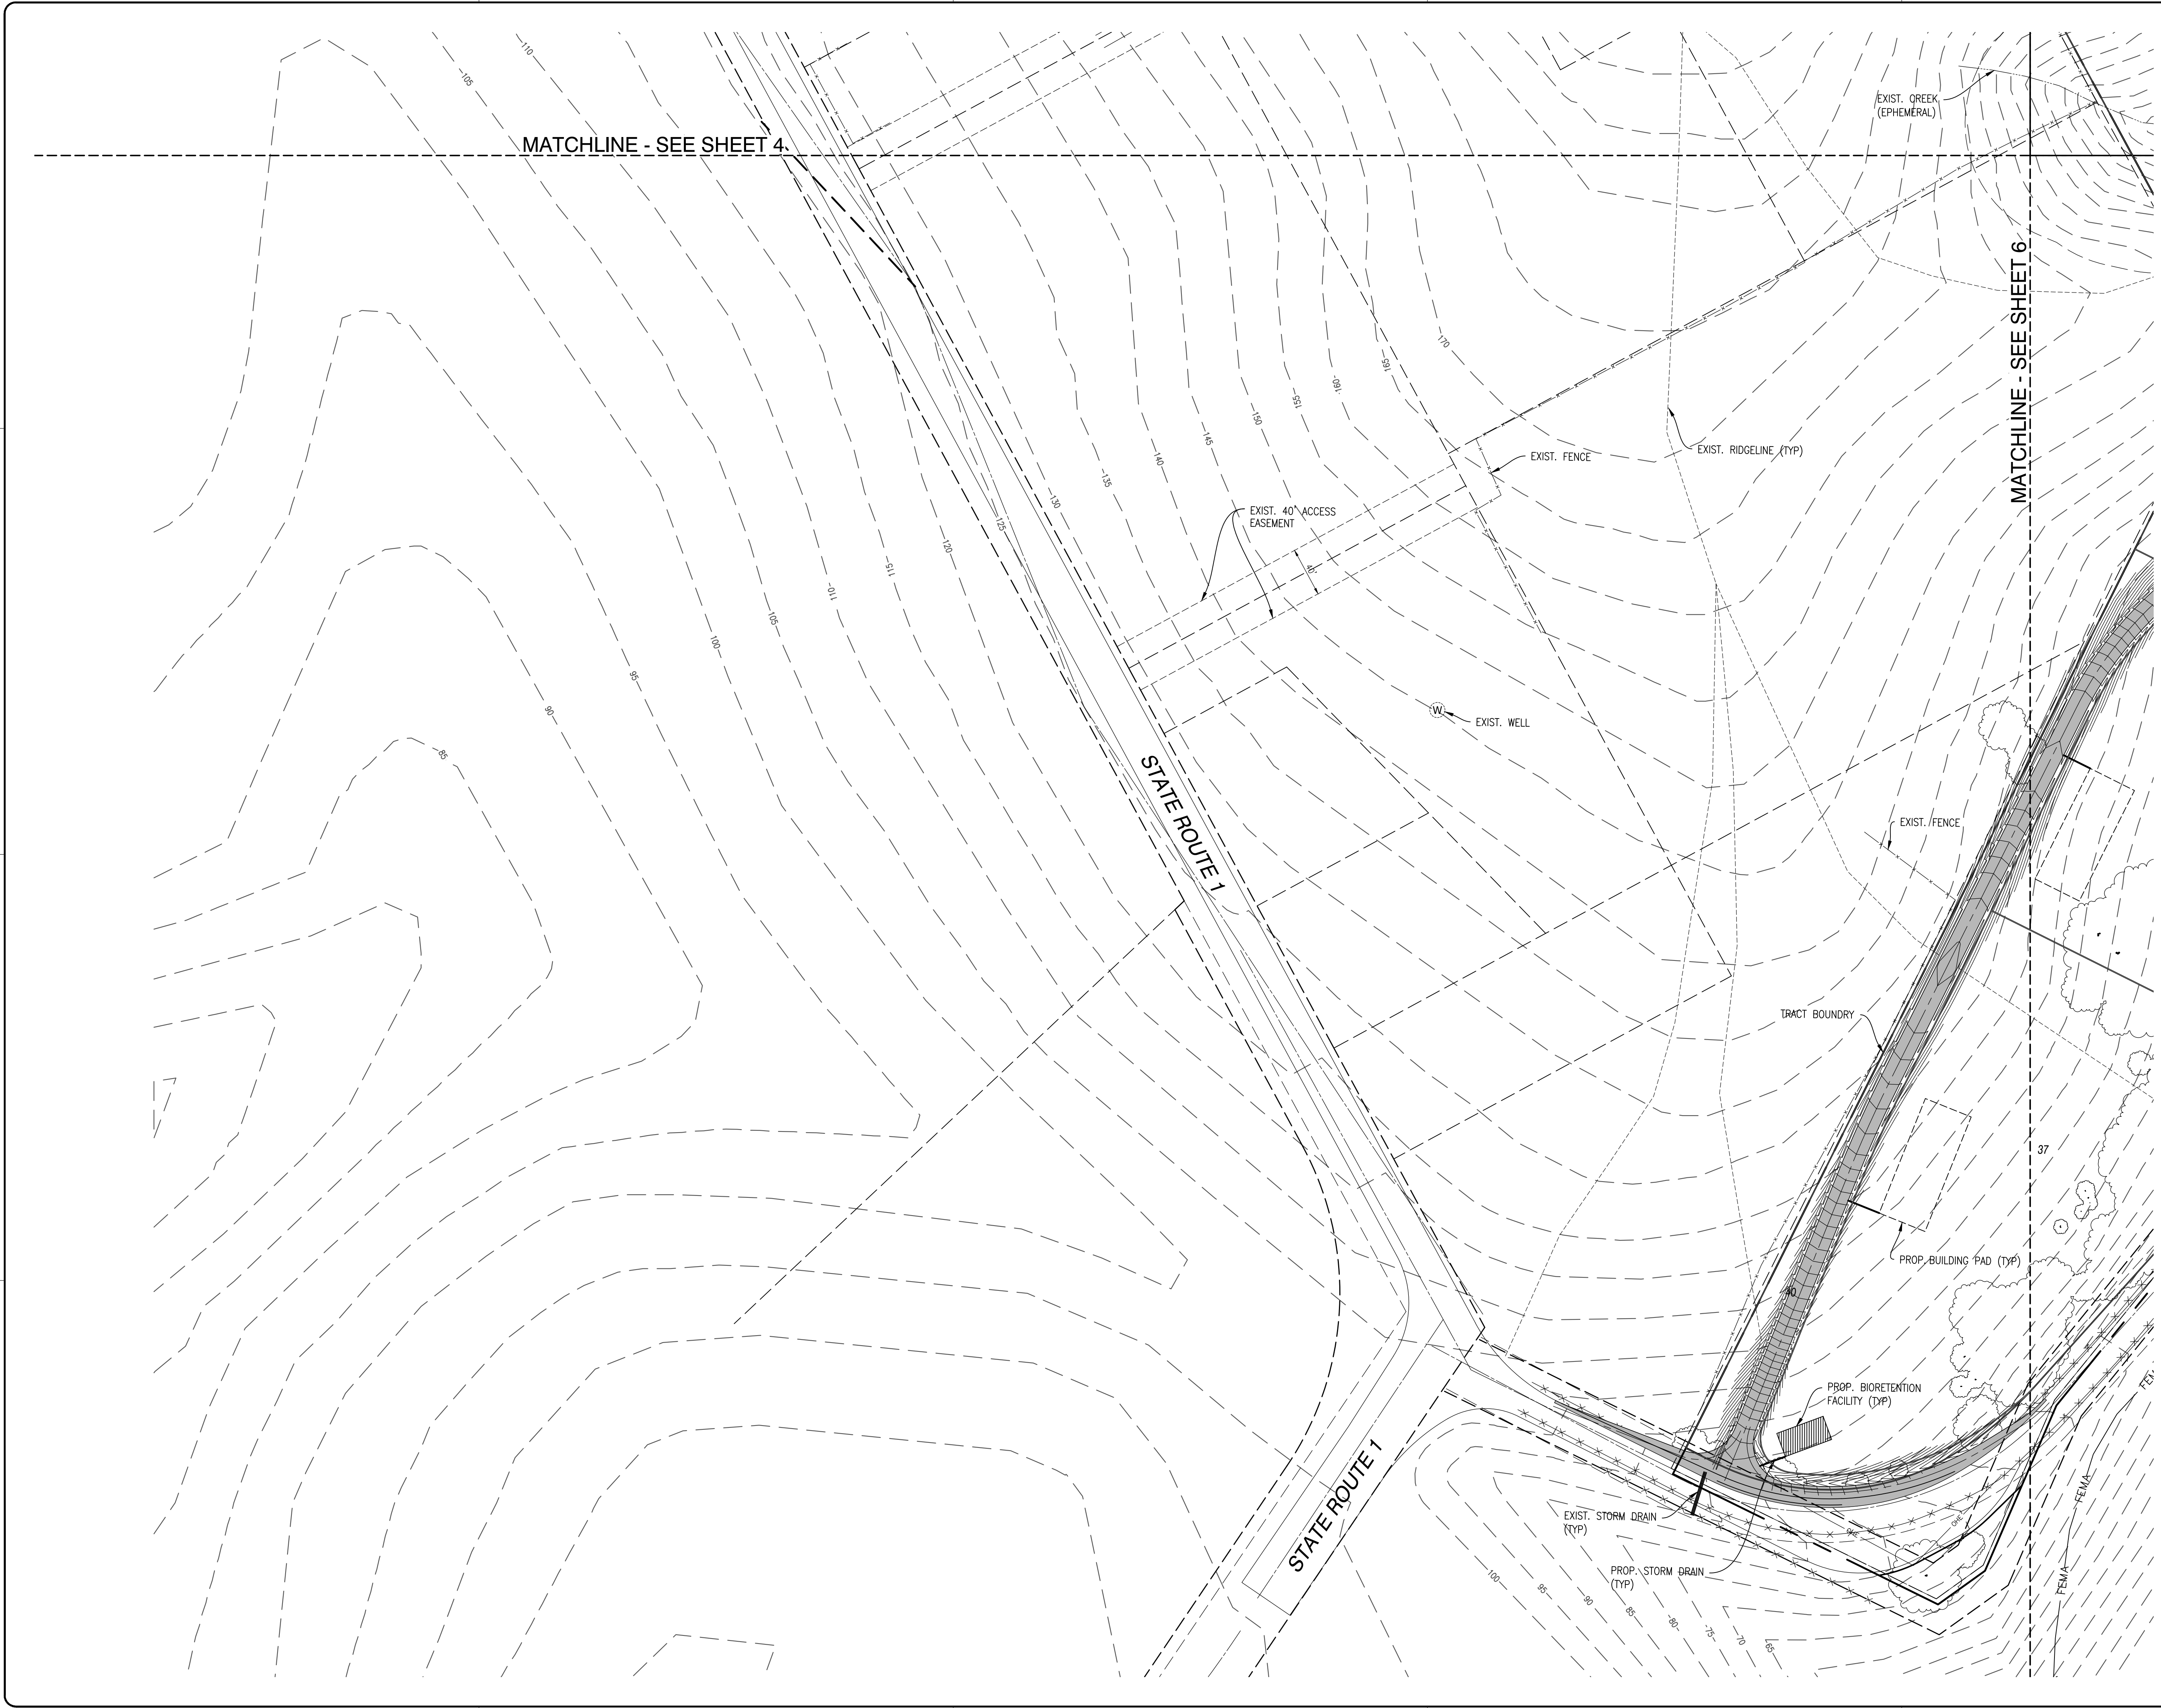 110
105
EXIST. CREEK
(EPHEMERAL)
MATCHLINE - SEE SHEET 4
MATCHLINE - SEE SHEET 6
170
165
160
155
150
145
140
135
130
125
120
115
110
105
100
95
90
85
EXIST. RIDGELINE (TYP)
EXIST. FENCE
EXIST. 40' ACCESS
EASEMENT
40'
W
EXIST. WELL
STATE ROUTE 1
EXIST. FENCE
TRACT BOUNDRY
37
PROP. BUILDING PAD (TYP)
40
PROP. BIORETENTION
FACILITY (TYP)
STATE ROUTE 1
EXIST. STORM DRAIN
(TYP)
PROP. STORM DRAIN
(TYP)
OHE
OHE
FEMA
FEMA
100
95
90
85
80
75
70
65